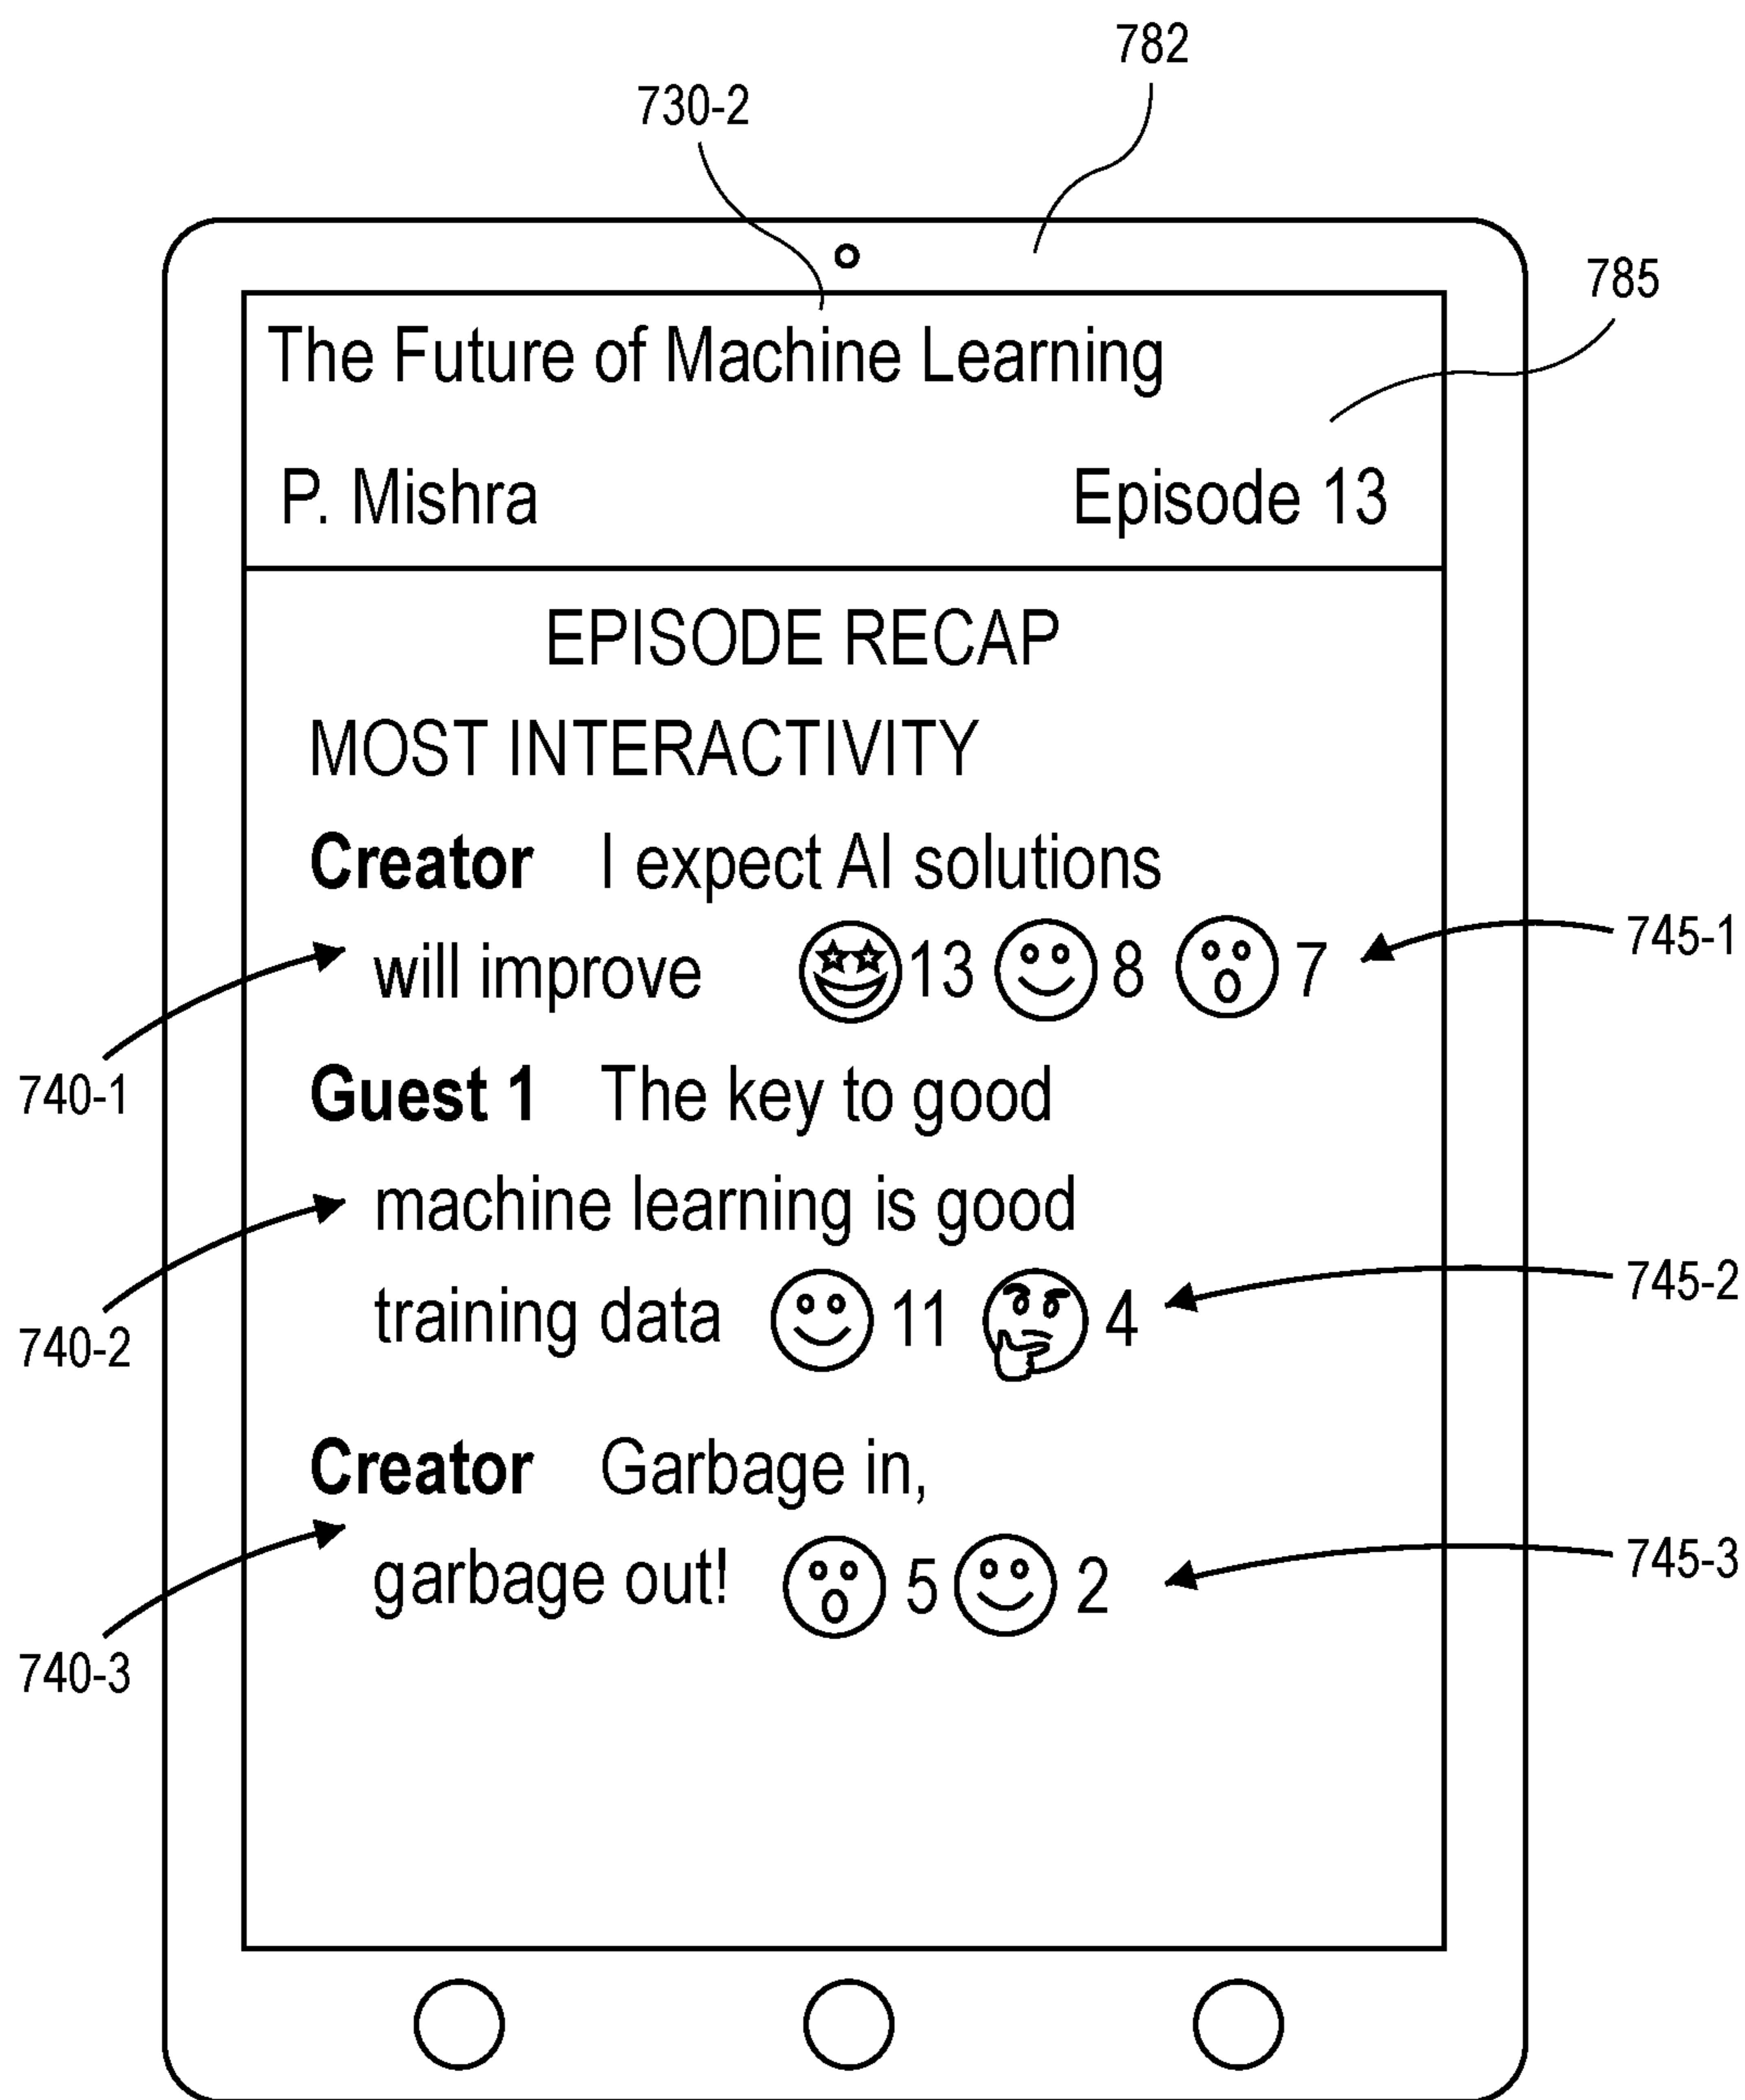 782
730-2
785
The Future of Machine Learning
P. Mishra Episode 13
EPISODE RECAP
MOST INTERACTIVITY
Creator I expect AI solutions
will improve 13 8 7
745-1
740-1
Guest 1 The key to good
machine learning is good
training data 11 4
745-2
740-2
Creator Garbage in,
garbage out! 5 2
745-3
740-3